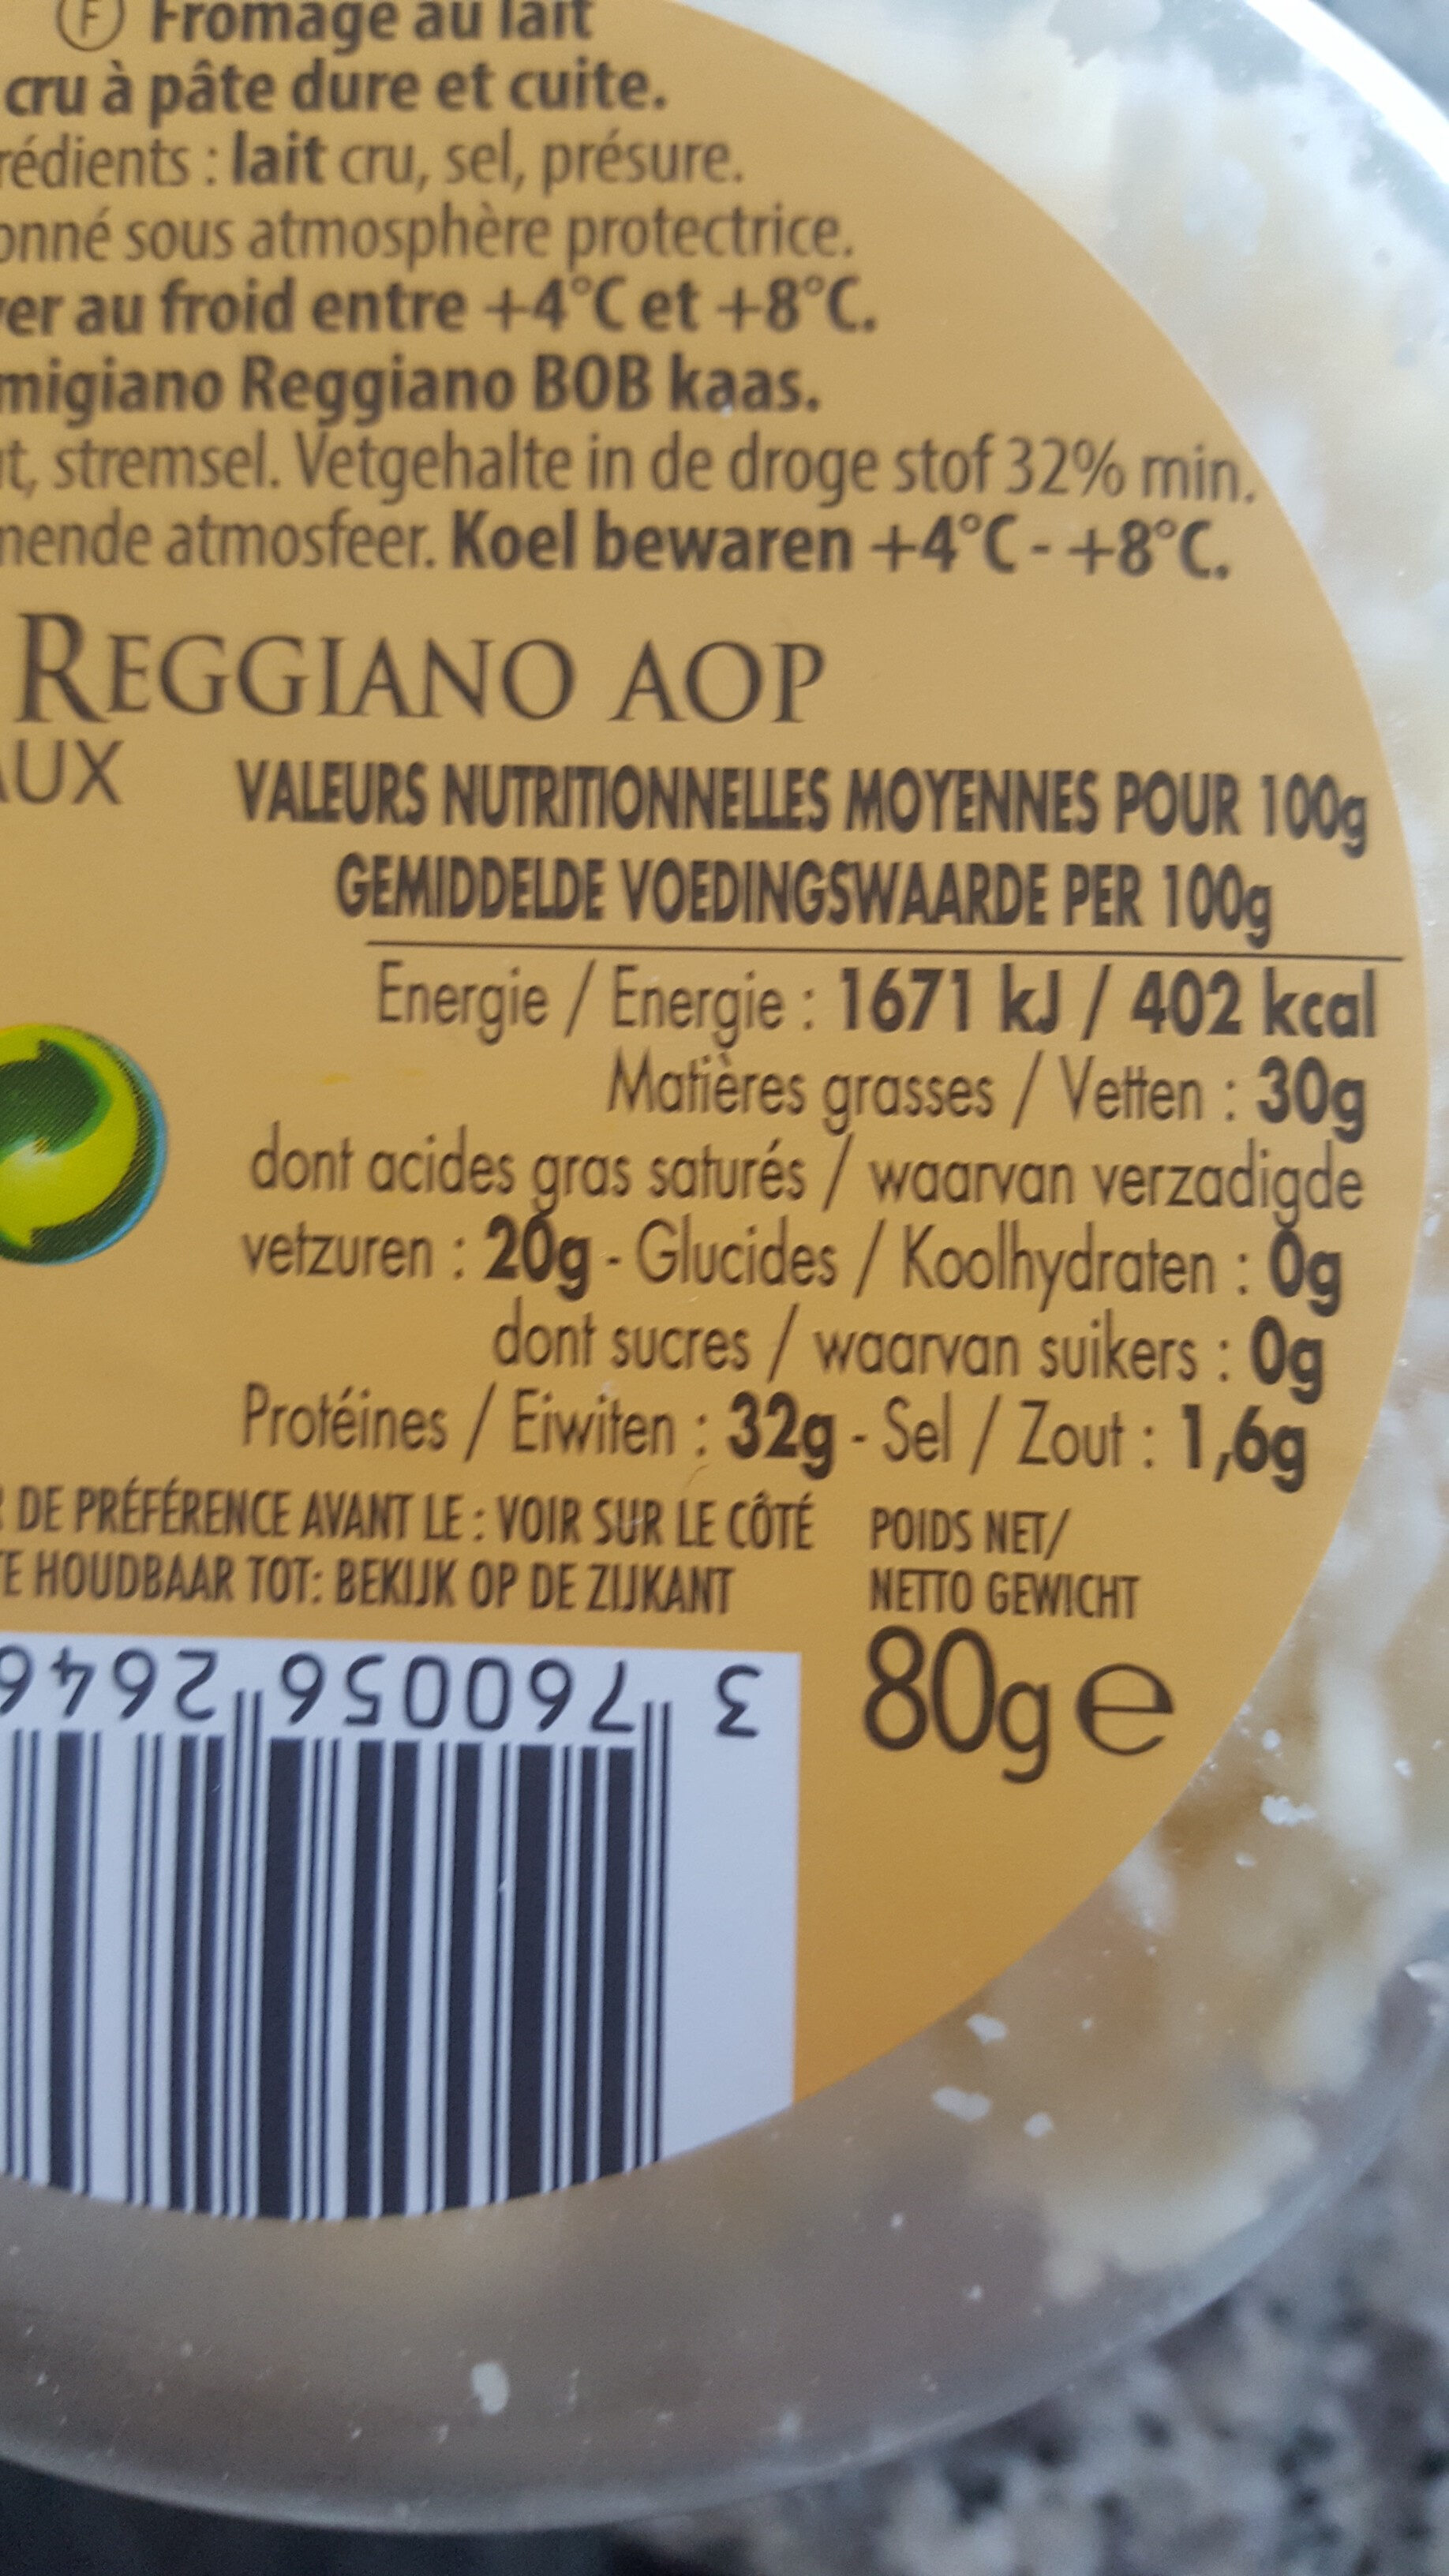 F Fromage au lait
cru à pâte dure et cuite.
rédients : lait cru, sel, présure.
onné sous atmosphère protectrice.
er au froid entre +4°C et +8°C.
migiano Reggiano BOB kaas.
t, stremsel. Vetgehalte in de droge stof 32% min.
mende atmosfeer. Koel bewaren +4°C - +8°C.
REGGIANO AOP
AUX
VALEURS NUTRITIONNELLES MOYENNES POUR 100g
GEMIDDELDE VOEDINGSWAARDE PER 100g
Energie / Energie : 1671 kJ / 402 kcal
Matières grasses / Vetten : 30g
dont acides gras saturés / waarvan verzadigde
vetzuren : 20g - Glucides / Koolhydraten : 0g
dont sucres / waarvan suikers : 0g
Protéines / Eiwiten : 32g - Sel / Zout : 1,6g
DE PRÉFÉRENCE AVANT LE : VOIR SUR LE CÔTÉ
TE HOUDBAAR TOT: BEKIJK OP DE ZIJKANT
POIDS NET/
NETTO GEWICHT
80g e
3 760056 2646